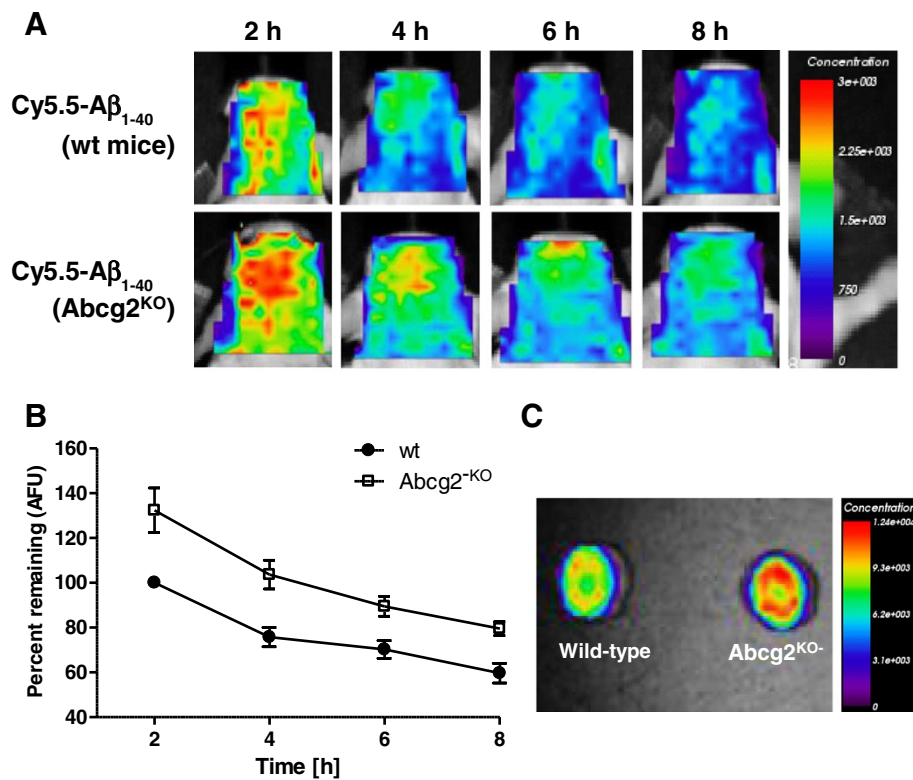 A
2 h 4 h 6 h 8 h
Cy5.5-Aβ1-40
(wt mice)
Cy5.5-Aβ1-40
(Abcg2KO)
Concentration
3e+003
2.25e+003
1.5e+003
750
0
B
160
140
120
100
80
60
40
Percent remaining (AFU)
wt
Abcg2-KO
2 4 6 8
Time [h]
C
Wild-type
Abcg2KO-
Concentration
1.24e+004
9.3e+003
6.2e+003
3.1e+003
0